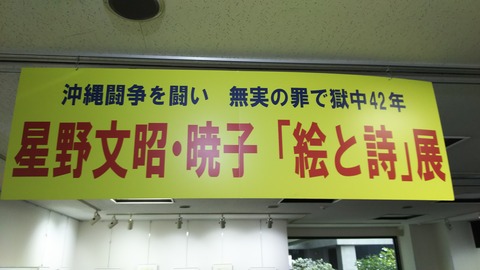 沖縄闘争を闘い 無実の罪で獄中42年
星野文昭・暁子「絵と詩」展